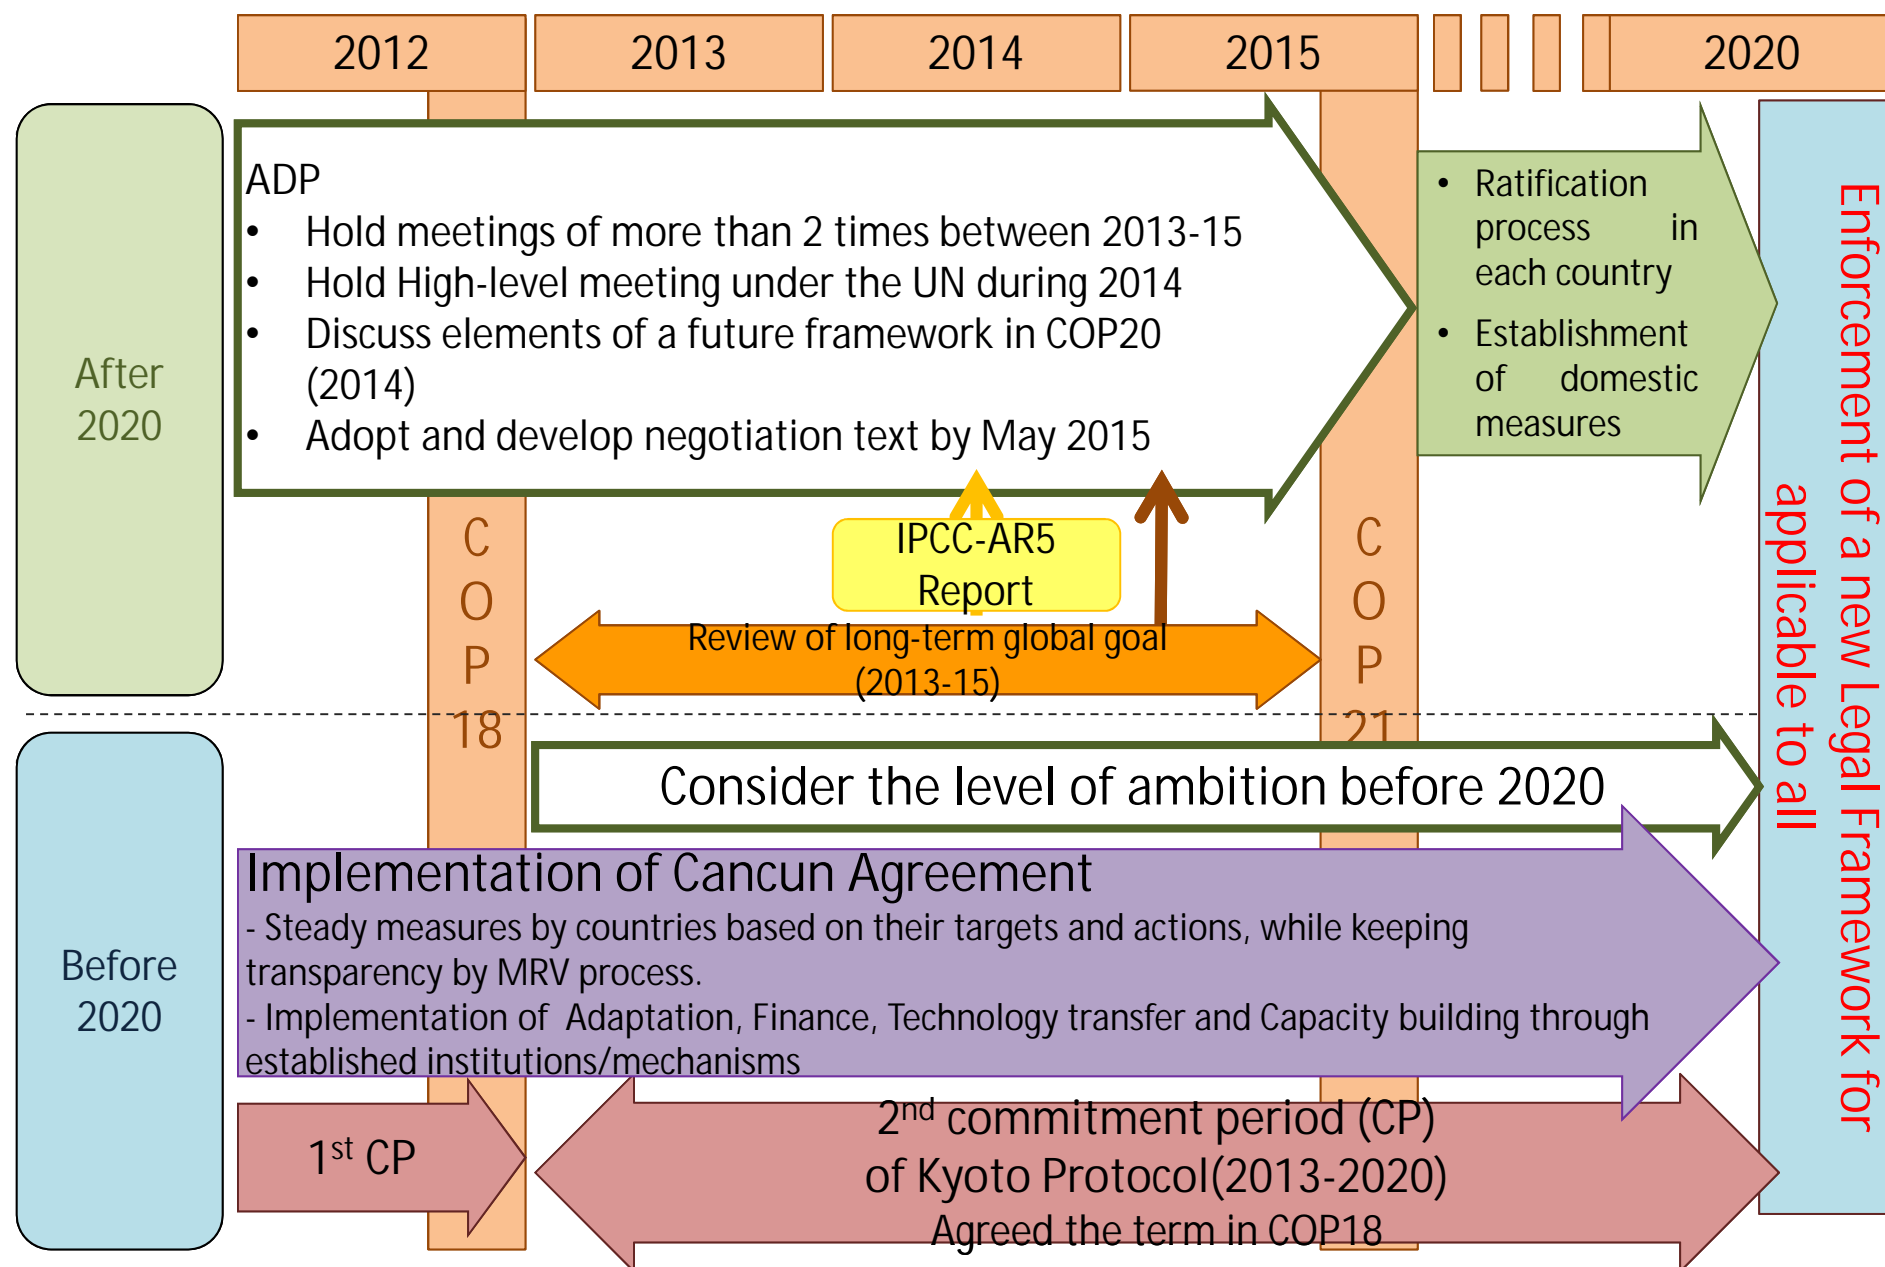 2012
2013
2014
2015
2020
After
2020
ADP
• Hold meetings of more than 2 times between 2013-15
• Hold High-level meeting under the UN during 2014
• Discuss elements of a future framework in COP20
(2014)
• Adopt and develop negotiation text by May 2015
• Ratification
process in
each country
• Establishment
of domestic
measures
Enforcement of a new Legal Framework for
applicable to all
C
O
P
18
IPCC-AR5
Report
Review of long-term global goal
(2013-15)
C
O
P
21
Before
2020
Consider the level of ambition before 2020
Implementation of Cancun Agreement
- Steady measures by countries based on their targets and actions, while keeping
transparency by MRV process.
- Implementation of Adaptation, Finance, Technology transfer and Capacity building through
established institutions/mechanisms
1st CP
2nd commitment period (CP)
of Kyoto Protocol(2013-2020)
Agreed the term in COP18